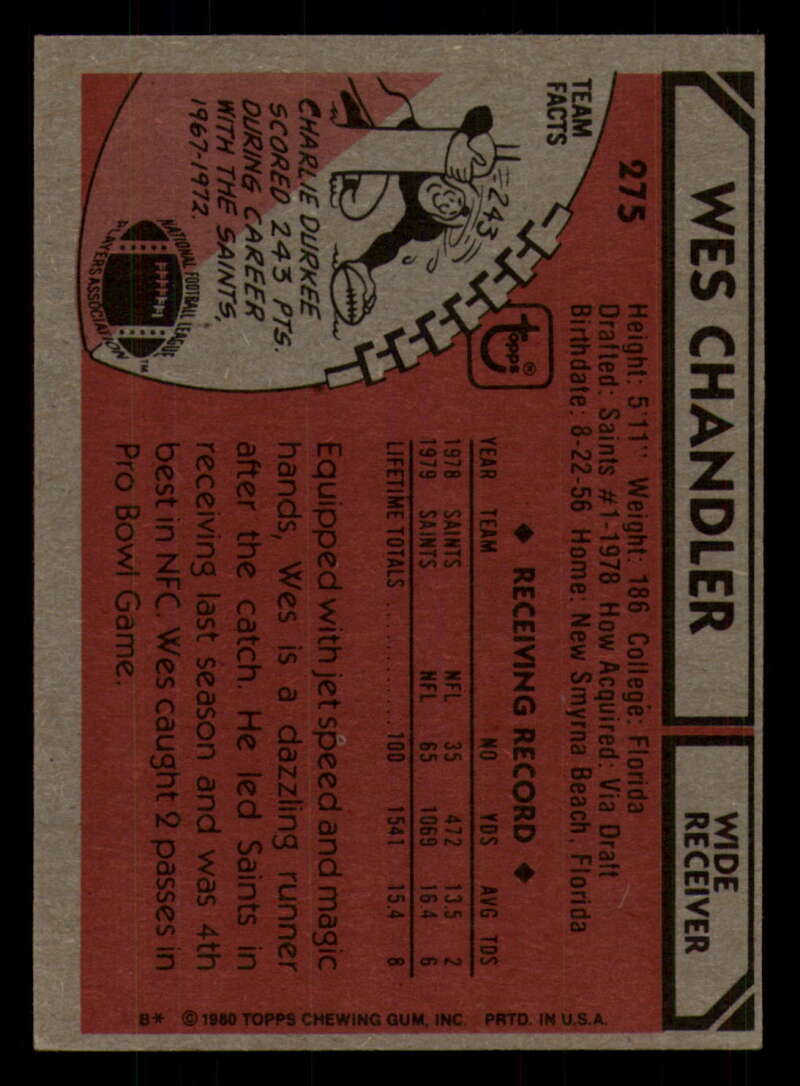 WES CHANDLER
WIDE
RECEIVER
275
Height: 5'11" Weight: 186 College: Florida
Drafted: Saints #1-1978 How Acquired: Via Draft
Birthdate: 8-22-56 Home: New Smyrna Beach, Florida
TEAM
FACTS
243
CHARLIE DURKEE
SCORED 243 PTS.
DURING CAREER
WITH THE SAINTS,
1967-1972.
NATIONAL FOOTBALL LEAGUE
PLAYERS ASSOCIATION™
topps®
◆ RECEIVING RECORD ◆
YEAR TEAM NO YDS AVG TDS
1978 SAINTS NFL 35 472 13.5 2
1979 SAINTS NFL 65 1069 16.4 6
LIFETIME TOTALS .......... 100 1541 15.4 8
Equipped with jet speed and magic
hands, Wes is a dazzling runner
after the catch. He led Saints in
receiving last season and was 4th
best in NFC. Wes caught 2 passes in
Pro Bowl Game.
B* © 1980 TOPPS CHEWING GUM, INC. PRTD. IN U.S.A.